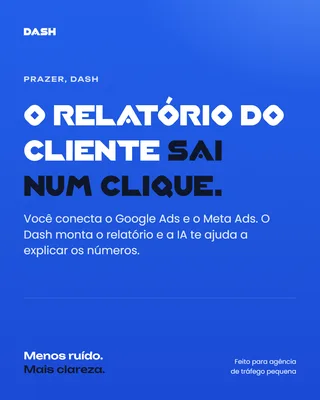 DASH
PRAZER, DASH
O RELATÓRIO DO
CLIENTE SAI
NUM CLIQUE.
Você conecta o Google Ads e o Meta Ads. O
Dash monta o relatório e a IA te ajuda a
explicar os números.
Menos ruído.
Mais clareza.
Feito para agência
de tráfego pequena